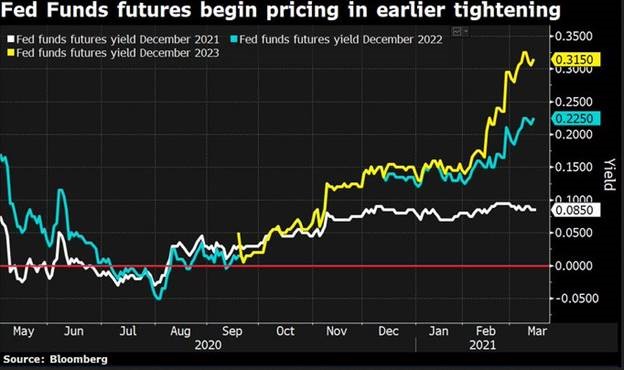 Fed Funds futures begin pricing in earlier tightening
Fed funds futures yield December 2021
Fed funds futures yield December 2022
Fed funds futures yield December 2023
0.3500
0.3150
0.3000
0.2500
0.2250
0.2000
0.1500
0.1000
0.0850
0.0500
0.0000
-0.0500
Yield
May Jun Jul Aug Sep Oct Nov Dec Jan Feb Mar
2020 2021
Source: Bloomberg